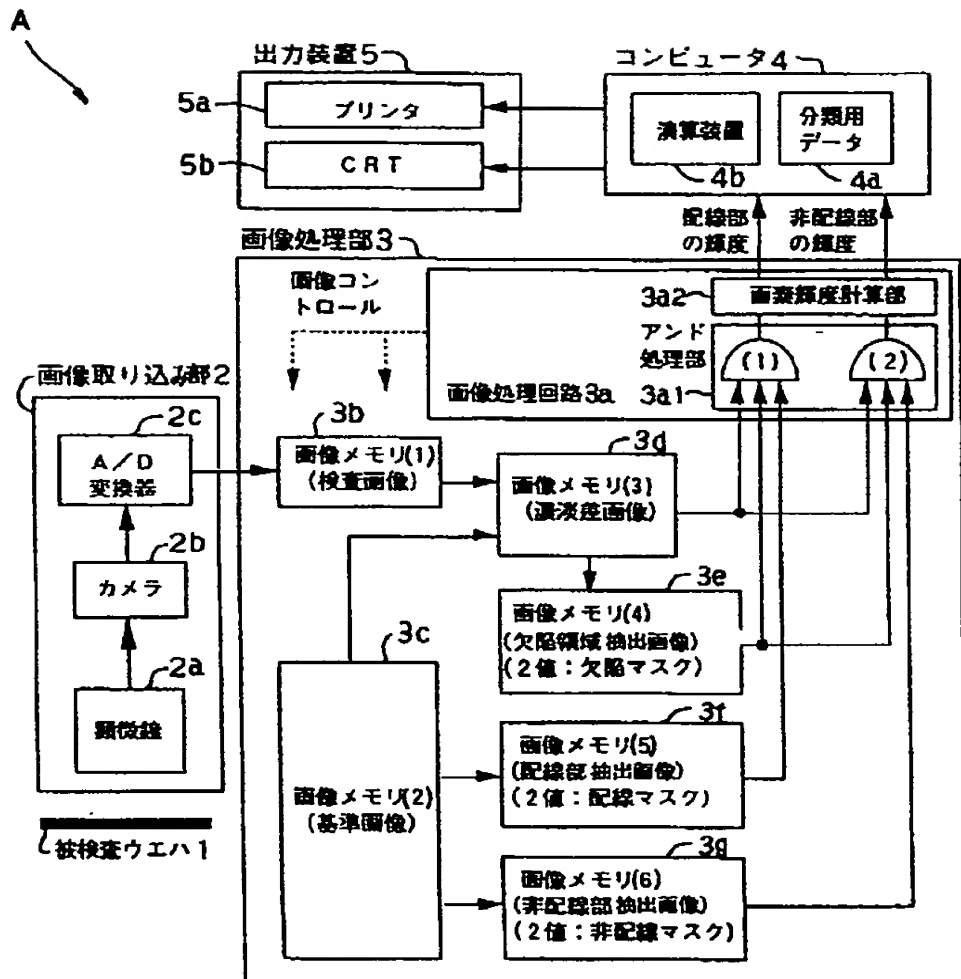 A
出力装置5
5a
プリンタ
5b
CRT
コンピュータ4
演算装置
4b
分類用
データ
4a
配線部
の輝度
非配線部
の輝度
画像処理部3
画像コン
トロール
3a2
画素輝度計算部
アンド
処理部
3a1
(1)
(2)
画像処理回路3a
画像取り込み部2
2c
A/D
変換器
2b
カメラ
2a
顕微鏡
被検査ウエハ1
3b
画像メモリ(1)
(検査画像)
3d
画像メモリ(3)
(濃淡差画像)
3e
画像メモリ(4)
(欠陥領域抽出画像)
(2値:欠陥マスク)
3c
画像メモリ(2)
(基準画像)
3f
画像メモリ(5)
(配線部抽出画像)
(2値:配線マスク)
3g
画像メモリ(6)
(非配線部抽出画像)
(2値:非配線マスク)